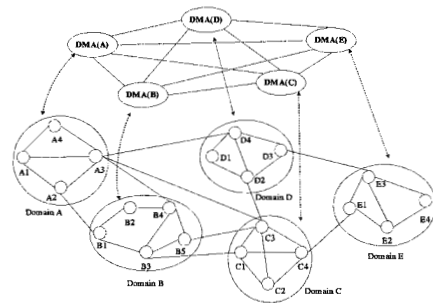 DMA(D)
DMA(A)
DMA(E)
DMA(B)
DMA(C)
A4
A1
A3
A2
Domain A
D4
D1
D3
D2
Domain D
E3
E1
E4
E2
Domain E
B2
B4
B1
B3
B5
Domain B
C3
C1
C4
C2
Domain C